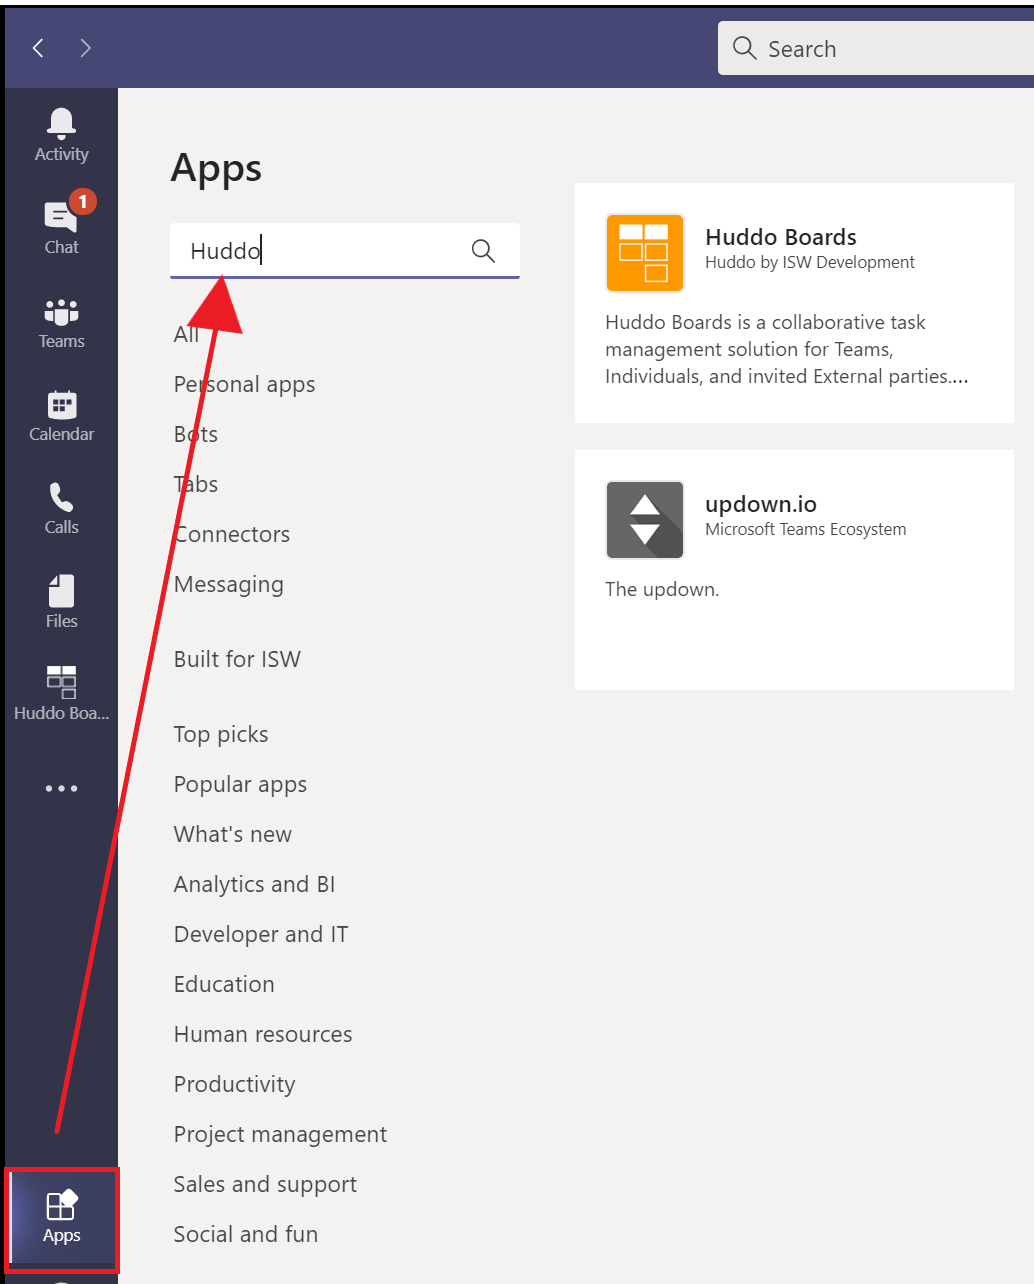 Search
Activity
1
Chat
Teams
Calendar
Calls
Files
Huddo Boa...
Apps
Apps
Huddo
All
Personal apps
Bots
Tabs
Connectors
Messaging
Built for ISW
Top picks
Popular apps
What's new
Analytics and BI
Developer and IT
Education
Human resources
Productivity
Project management
Sales and support
Social and fun
Huddo Boards
Huddo by ISW Development
Huddo Boards is a collaborative task
management solution for Teams,
Individuals, and invited External parties....
updown.io
Microsoft Teams Ecosystem
The updown.